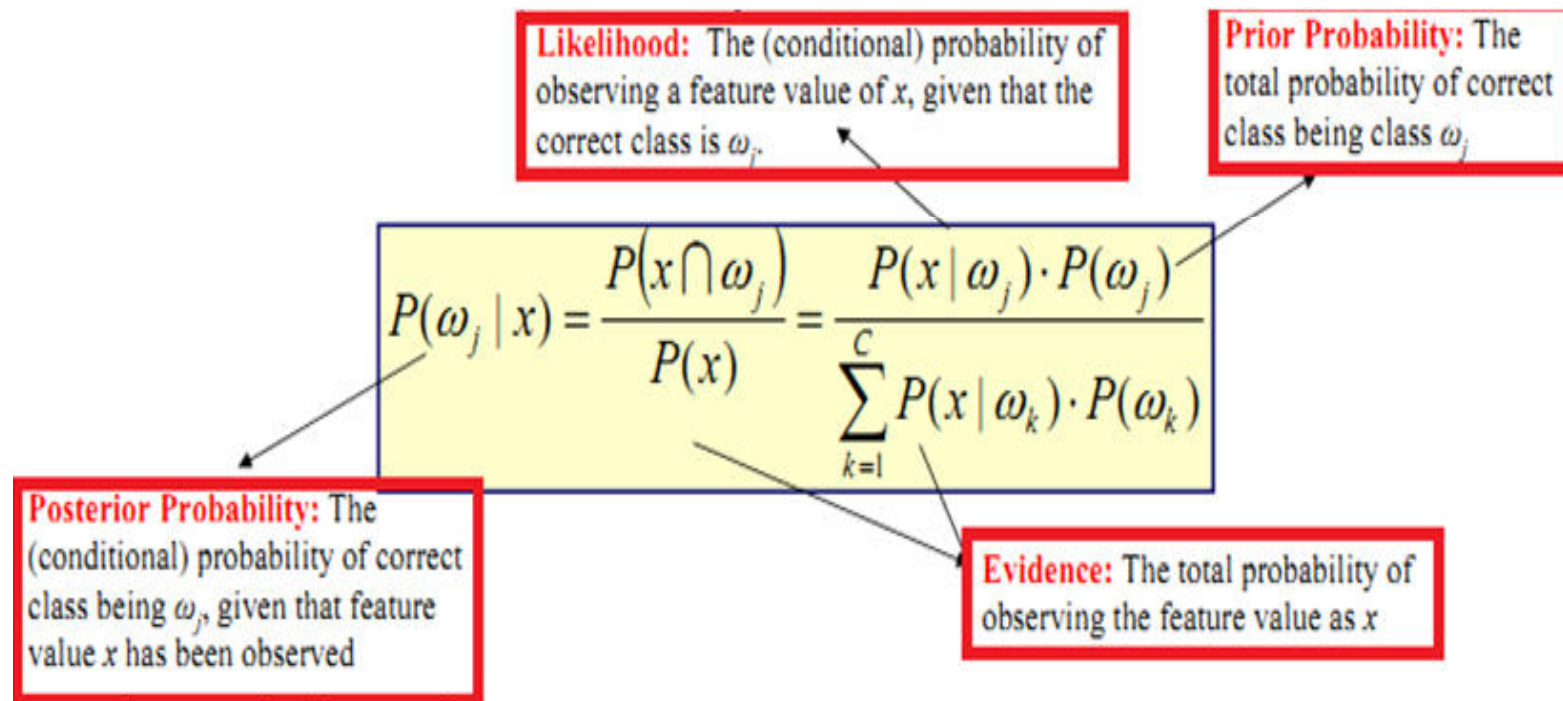 Likelihood: The (conditional) probability of
observing a feature value of x, given that the
correct class is ωj.
Prior Probability: The
total probability of correct
class being class ωj
P(ωj | x) = P(x ⋂ ωj) / P(x) = P(x | ωj) · P(ωj) / ∑k=1C P(x | ωk) · P(ωk)
Posterior Probability: The
(conditional) probability of correct
class being ωj, given that feature
value x has been observed
Evidence: The total probability of
observing the feature value as x